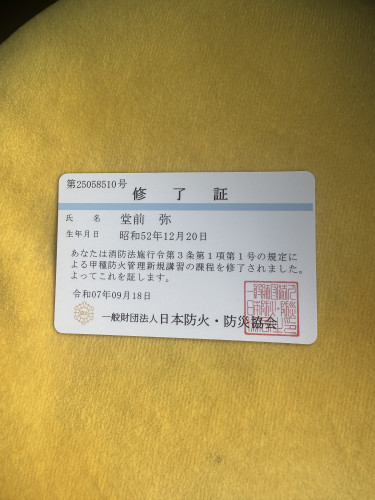 第25058510号
修了証
氏名 堂前 弥
生年月日 昭和52年12月20日
あなたは消防法施行令第3条第1項第1号の規定に
よる甲種防火管理新規講習の課程を修了されました。
よってこれを証します。
令和07年09月18日
一般財団法人日本防火・防災協会